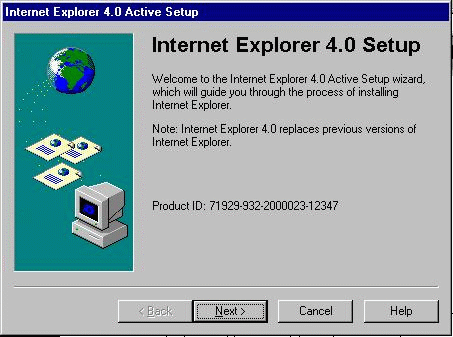 Internet Explorer 4.0 Active Setup
Internet Explorer 4.0 Setup
Welcome to the Internet Explorer 4.0 Active Setup wizard,
which will guide you through the process of installing
Internet Explorer.
Note: Internet Explorer 4.0 replaces previous versions of
Internet Explorer.
Product ID: 71929-932-2000023-12347
< Back
Next >
Cancel
Help